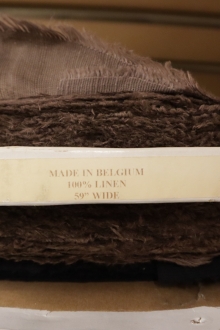 MADE IN BELGIUM
100% LINEN
59" WIDE